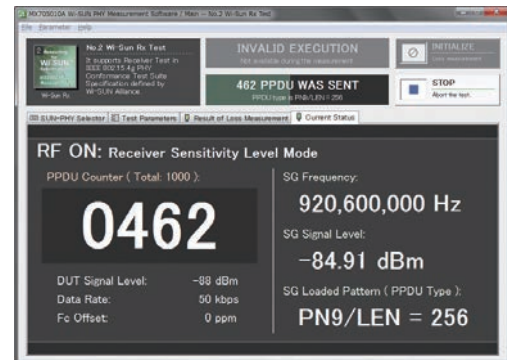 MX705010A Wi-SUN PHY Measurement Software / Main - No.2 Wi-Sun Rx Test
File Parameter Help
No.2 Wi-Sun Rx Test
It supports Receiver Test in
IEEE 802.15.4g PHY
Conformance Test Suite
Specification defined by
Wi-SUN Alliance.
Wi-SUN
Wi-Sun Rx
INVALID EXECUTION
Not available during the measurement
462 PPDU WAS SENT
PPDU type is PN9/LEN = 256
INITIALIZE
STOP
Abort the test.
SUN-PHY Selector
Test Parameters
Result of Loss Measurement
Current Status
RF ON: Receiver Sensitivity Level Mode
PPDU Counter ( Total: 1000 ):
0462
DUT Signal Level: -88 dBm
Data Rate: 50 kbps
Fc Offset: 0 ppm
SG Frequency:
920,600,000 Hz
SG Signal Level:
-84.91 dBm
SG Loaded Pattern ( PPDU Type ):
PN9/LEN = 256